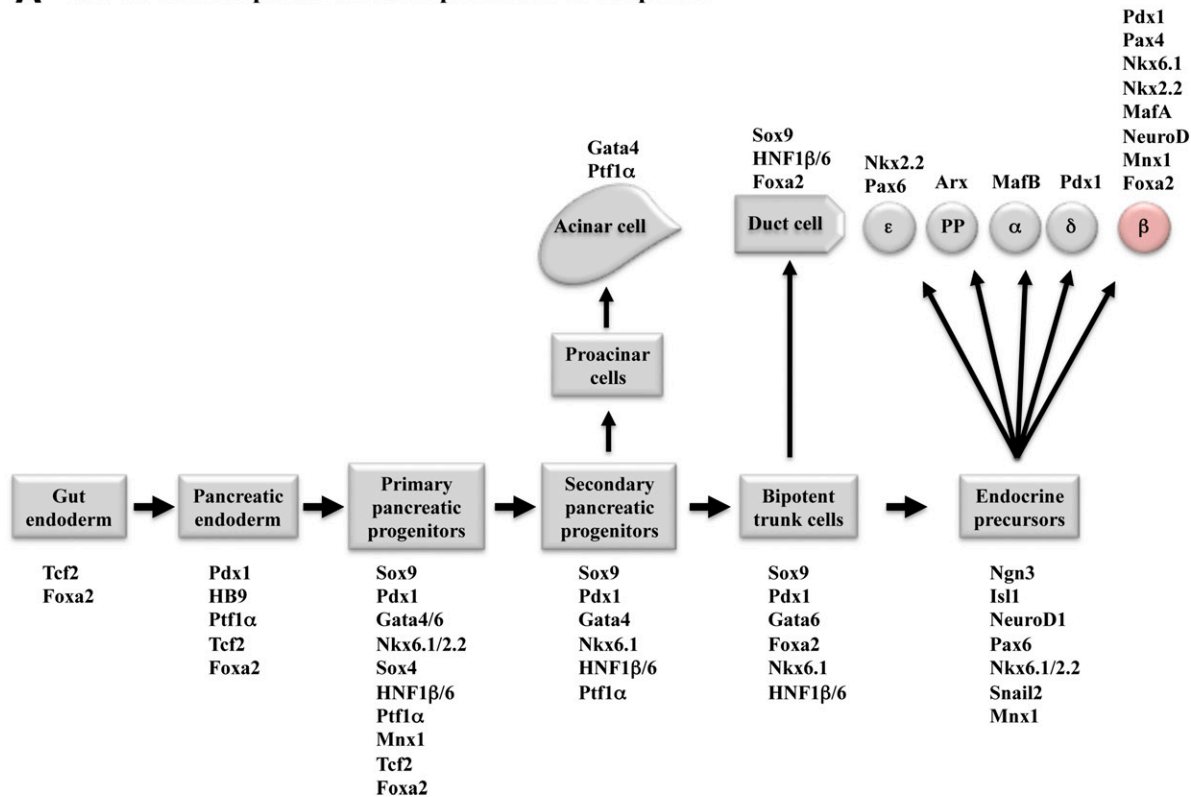 Pdx1
Pax4
Nkx6.1
Nkx2.2
MafA
NeuroD
Mnx1
Foxa2
Gata4
Ptf1α
Sox9
HNF1β/6
Foxa2
Nkx2.2
Pax6
Arx
MafB
Pdx1
Acinar cell
Duct cell
ε
PP
α
δ
β
Proacinar
cells
Gut
endoderm
Pancreatic
endoderm
Primary
pancreatic
progenitors
Secondary
pancreatic
progenitors
Bipotent
trunk cells
Endocrine
precursors
Tcf2
Foxa2
Pdx1
HB9
Ptf1α
Tcf2
Foxa2
Sox9
Pdx1
Gata4/6
Nkx6.1/2.2
Sox4
HNF1β/6
Ptf1α
Mnx1
Tcf2
Foxa2
Sox9
Pdx1
Gata4
Nkx6.1
HNF1β/6
Ptf1α
Sox9
Pdx1
Gata6
Foxa2
Nkx6.1
HNF1β/6
Ngn3
Isl1
NeuroD1
Pax6
Nkx6.1/2.2
Snail2
Mnx1